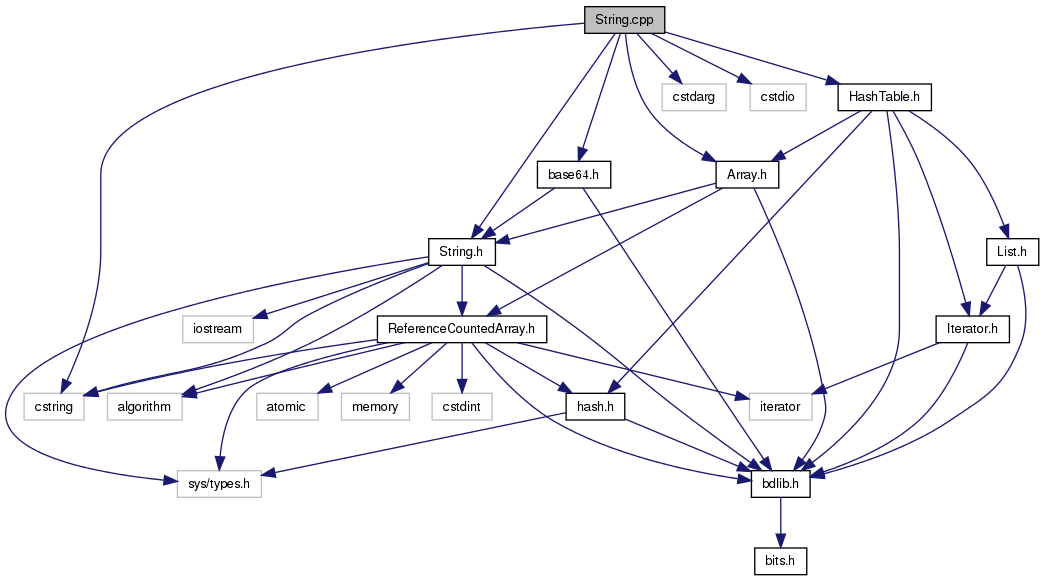 String.cpp
cstdarg
cstdio
HashTable.h
base64.h
Array.h
String.h
List.h
iostream
ReferenceCountedArray.h
Iterator.h
cstring
algorithm
atomic
memory
cstdint
hash.h
iterator
sys/types.h
bdlib.h
bits.h